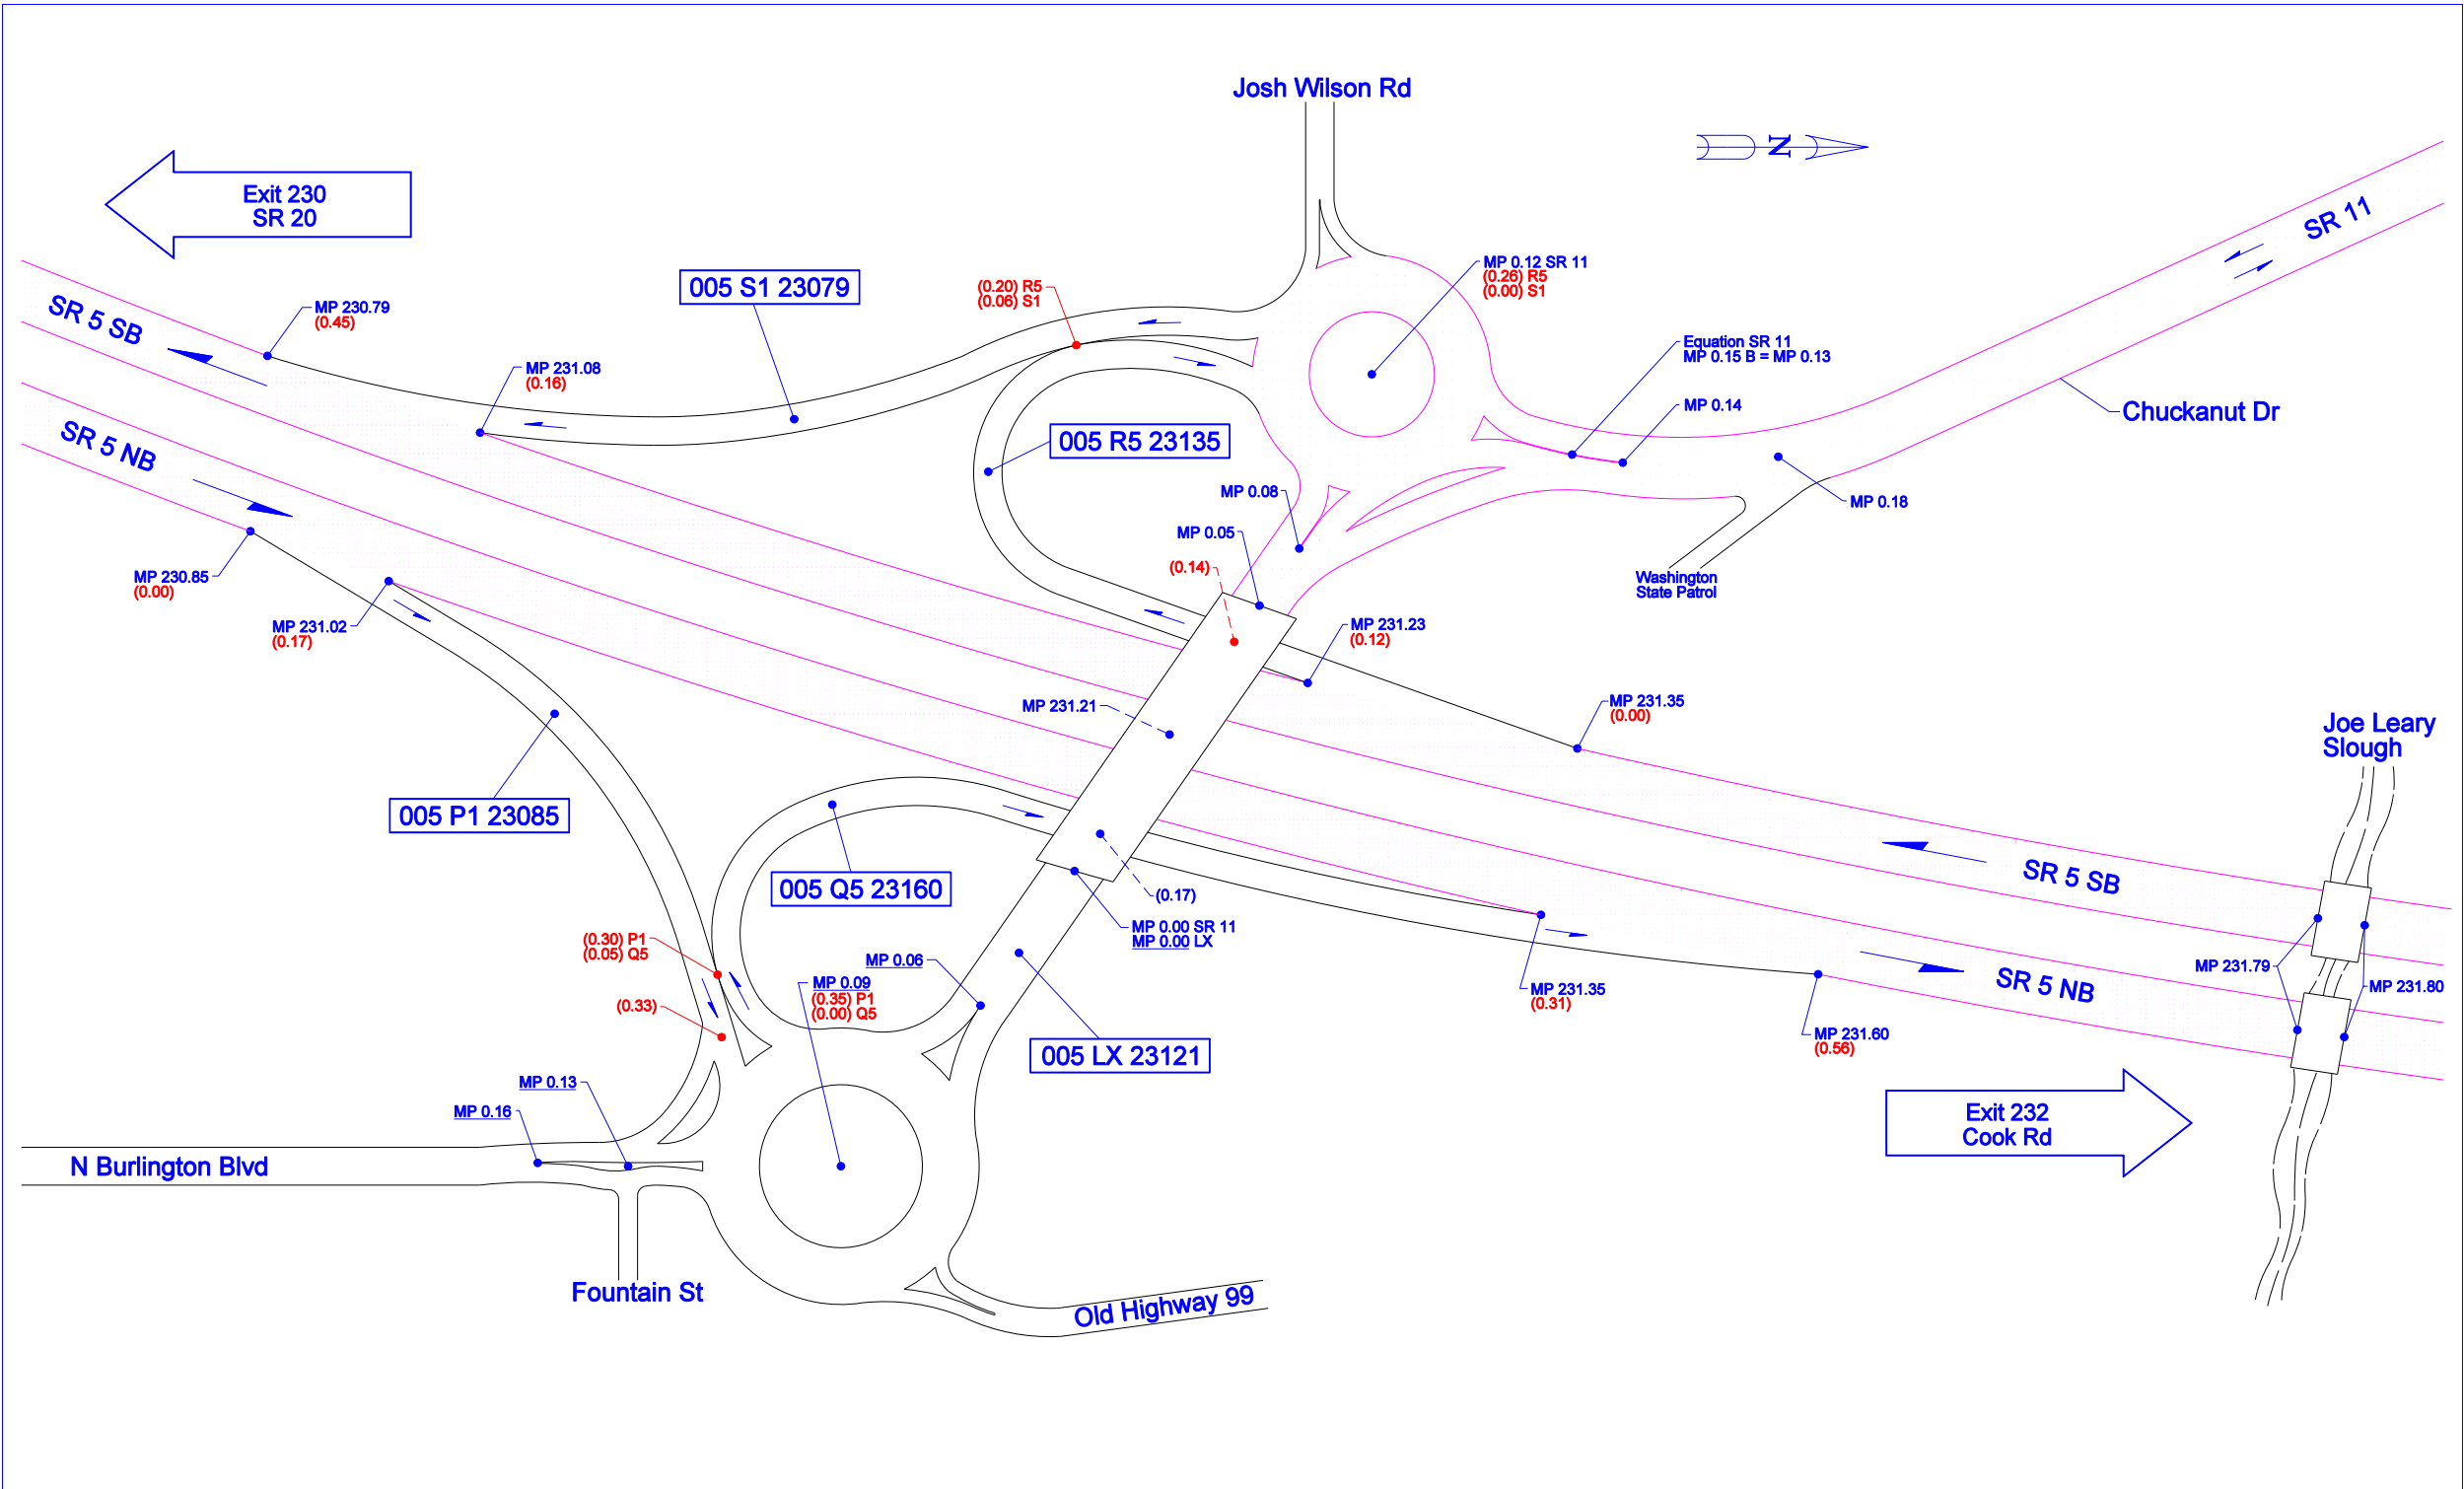 Josh Wilson Rd
N
Exit 230
SR 20
SR 11
MP 0.12 SR 11
(0.26) R5
(0.00) S1
005 S1 23079
(0.20) R5
(0.06) S1
MP 230.79
(0.45)
SR 5 SB
Equation SR 11
MP 0.15 B = MP 0.13
MP 231.08
(0.16)
MP 0.14
Chuckanut Dr
SR 5 NB
005 R5 23135
MP 0.08
MP 0.18
MP 0.05
(0.14)
MP 230.85
(0.00)
Washington
State Patrol
MP 231.02
(0.17)
MP 231.23
(0.12)
MP 231.21
MP 231.35
(0.00)
Joe Leary
Slough
005 P1 23085
005 Q5 23160
SR 5 SB
(0.17)
MP 0.00 SR 11
MP 0.00 LX
(0.30) P1
(0.05) Q5
MP 0.06
MP 231.79
MP 0.09
(0.35) P1
(0.00) Q5
MP 231.35
(0.31)
SR 5 NB
MP 231.80
(0.33)
MP 231.60
(0.56)
005 LX 23121
MP 0.13
MP 0.16
Exit 232
Cook Rd
N Burlington Blvd
Fountain St
Old Highway 99